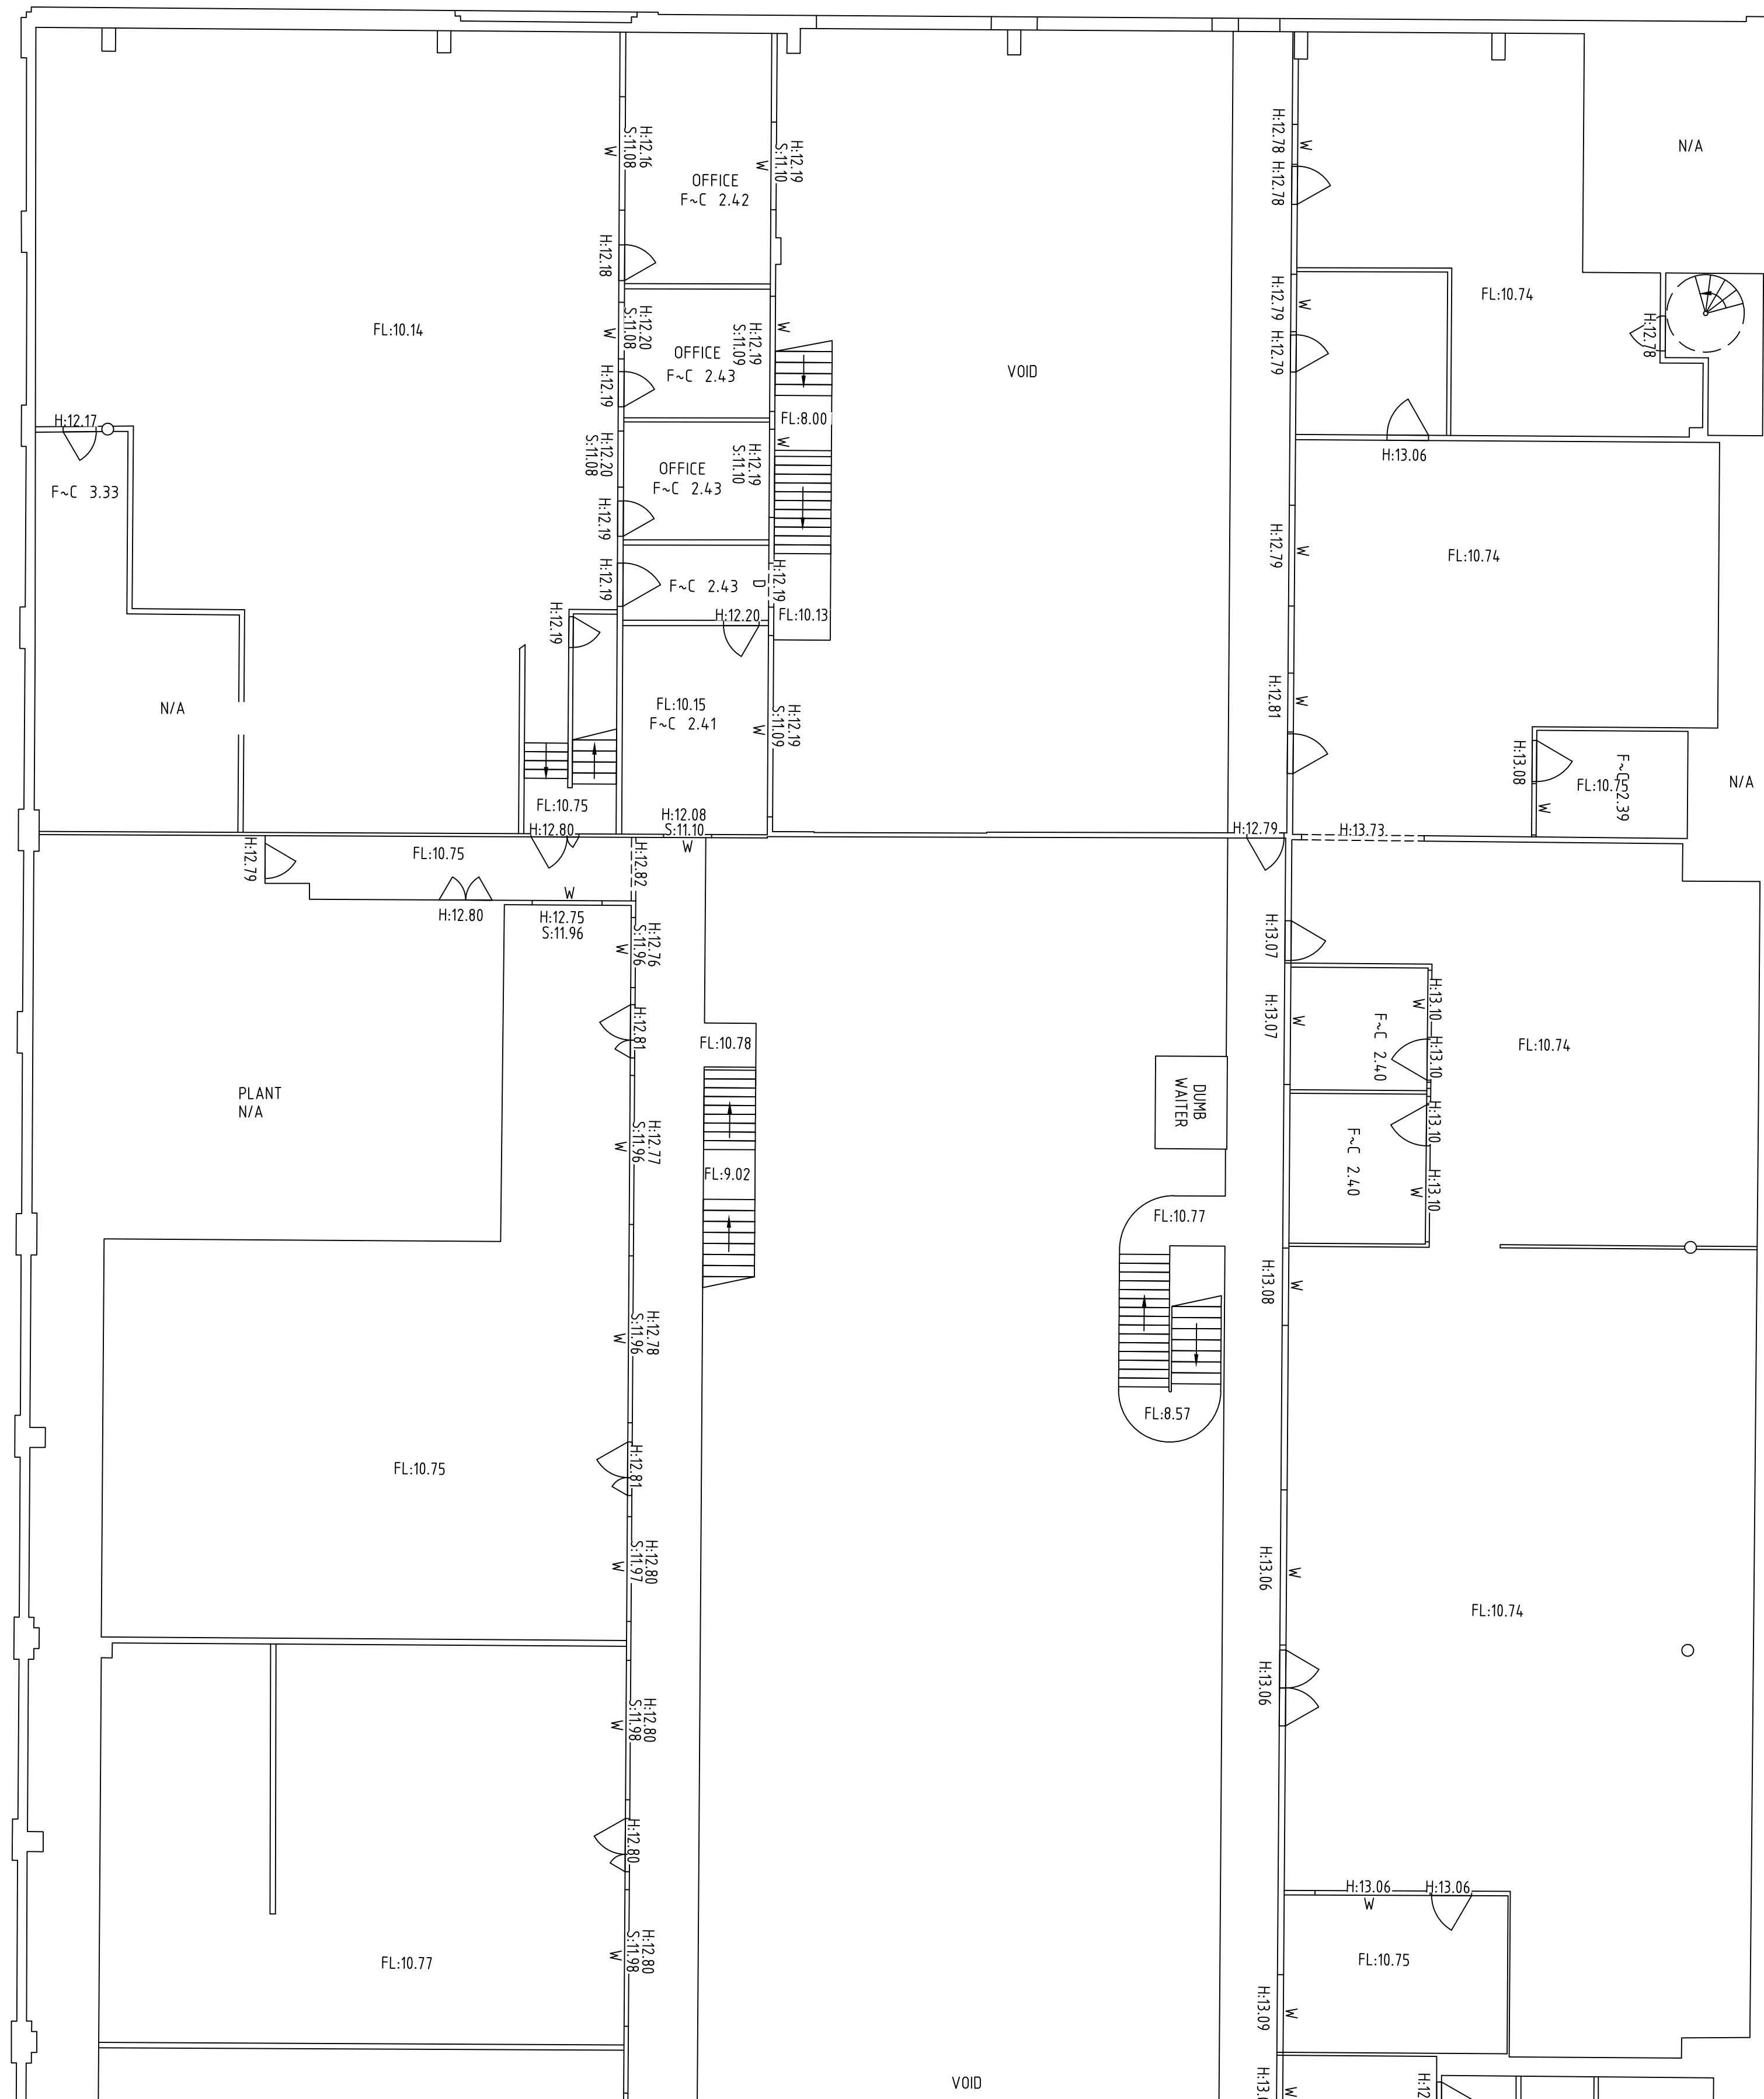 H:12.16
S:11.08
W
OFFICE
F~C 2.42
W
H:12.19
S:11.10
H:12.78
W
H:12.78
N/A
H:12.18
FL:10.14
H:12.20
S:11.08
W
OFFICE
F~C 2.43
H:12.19
S:11.09
W
VOID
H:12.79
W
H:12.79
FL:10.74
H:12.78
H:12.19
FL:8.00
H:12.17
F~C 3.33
H:12.20
S:11.08
OFFICE
F~C 2.43
H:12.19
S:11.10
W
H:13.06
H:12.19
H:12.79
W
FL:10.74
H:12.19
F~C 2.43
D
H:12.19
H:12.19
H:12.20
FL:10.13
N/A
FL:10.15
F~C 2.41
W
H:12.19
S:11.09
H:12.81
W
H:13.08
F~C 2.39
FL:10.75
W
N/A
FL:10.75
H:12.80
H:12.08
S:11.10
W
H:12.79
H:13.73
H:12.79
FL:10.75
H:12.82
H:12.80
W
H:12.75
S:11.96
H:12.76
S:11.96
W
H:13.07
H:12.81
FL:10.78
H:13.07
W
F~C 2.40
W
H:13.10
H:13.10
FL:10.74
PLANT
N/A
DUMB
WAITER
H:12.77
S:11.96
W
FL:9.02
F~C 2.40
H:13.10
W
H:13.10
FL:10.77
H:13.08
W
H:12.78
S:11.96
W
FL:8.57
FL:10.75
H:12.81
H:12.80
S:11.97
W
H:13.06
W
FL:10.74
H:13.06
H:12.80
S:11.98
W
H:12.80
H:13.06
W
H:13.06
FL:10.77
H:12.80
S:11.98
W
FL:10.75
H:13.09
W
VOID
W